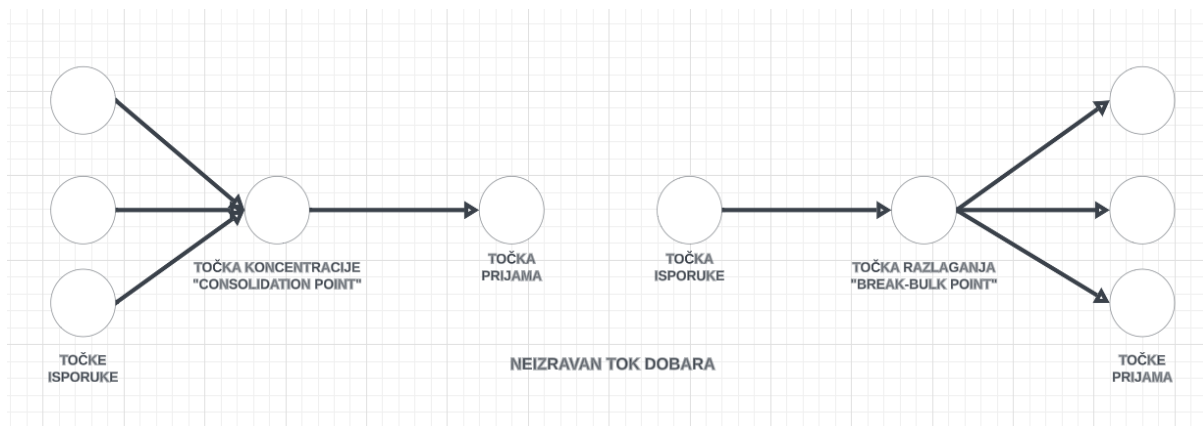 TOČKA KONCENTRACIJE
"CONSOLIDATION POINT"
TOČKA
PRIJAMA
TOČKA
ISPORUKE
TOČKA RAZLAGANJA
"BREAK-BULK POINT"
TOČKE
ISPORUKE
NEIZRAVAN TOK DOBARA
TOČKE
PRIJAMA